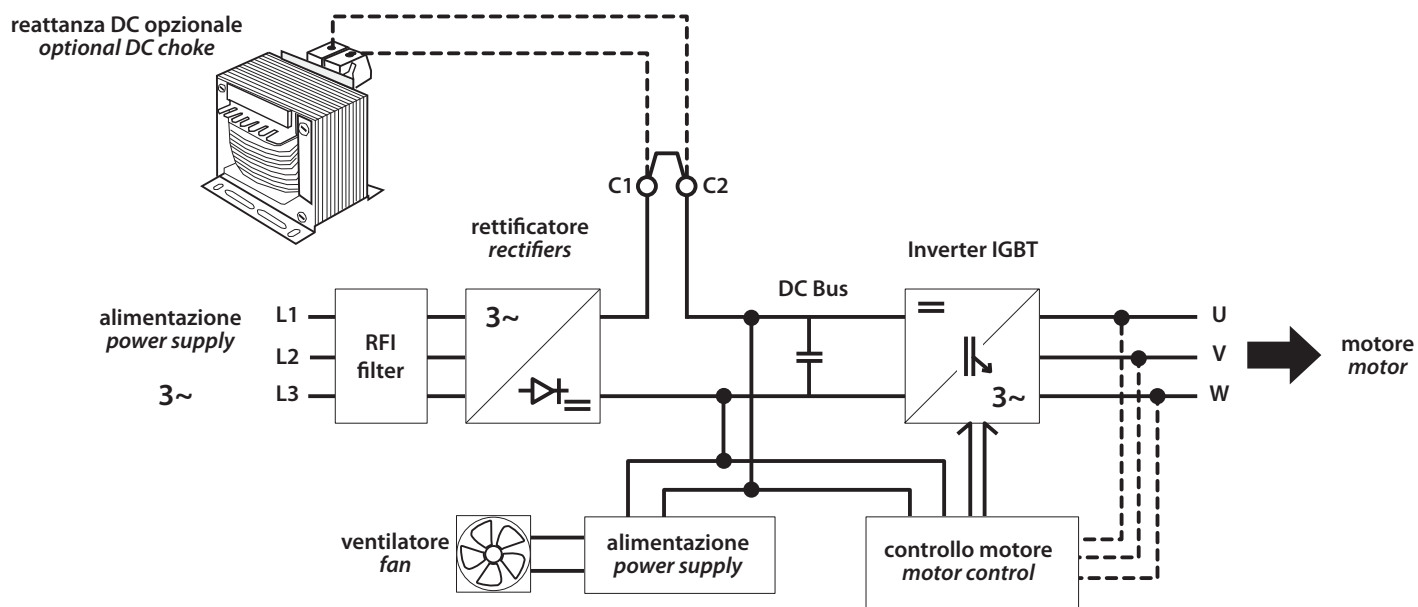 reattanza DC opzionale
optional DC choke
C1
C2
rettificatore
rectifiers
Inverter IGBT
DC Bus
alimentazione
power supply
3~
L1
L2
L3
RFI
filter
3~
3~
U
V
W
motore
motor
ventilatore
fan
alimentazione
power supply
controllo motore
motor control